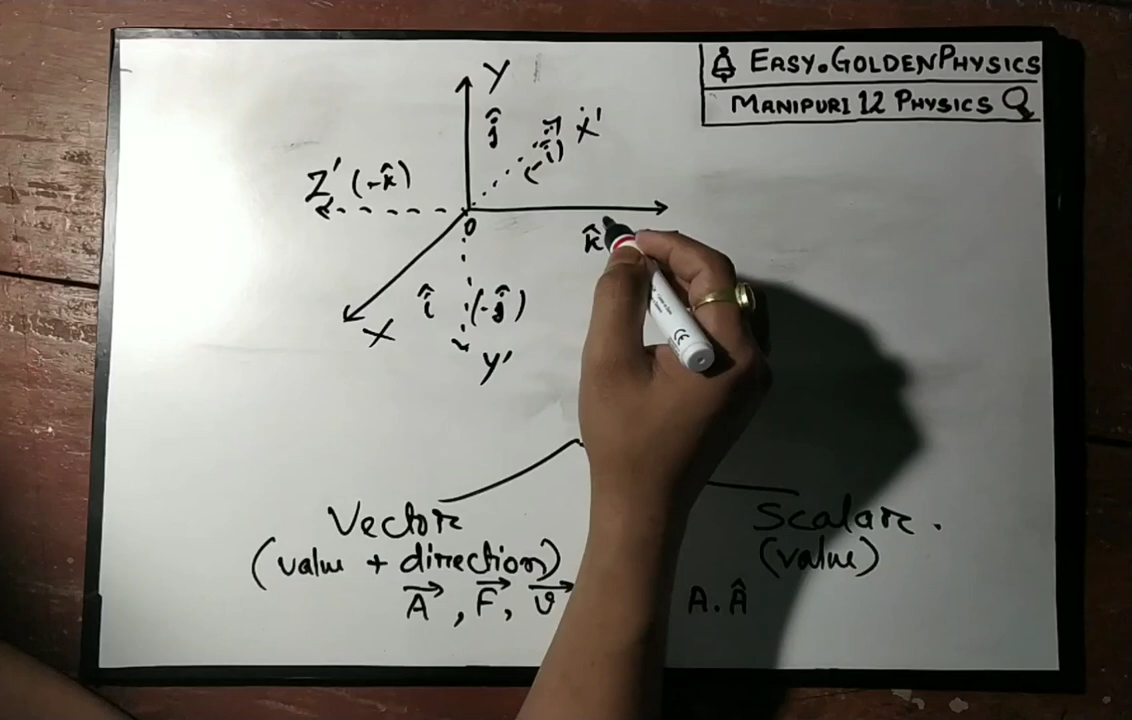 EASY.GOLDENPHYSICS
MANIPURI 12 PHYSICS
Y
ĵ
X'
(-î)
Z' (-k̂)
O
k̂
î
(-ĵ)
X
Y'
Vector
(value + direction)
A⃗ , F⃗, v⃗
Scalar .
(value)
A.Â